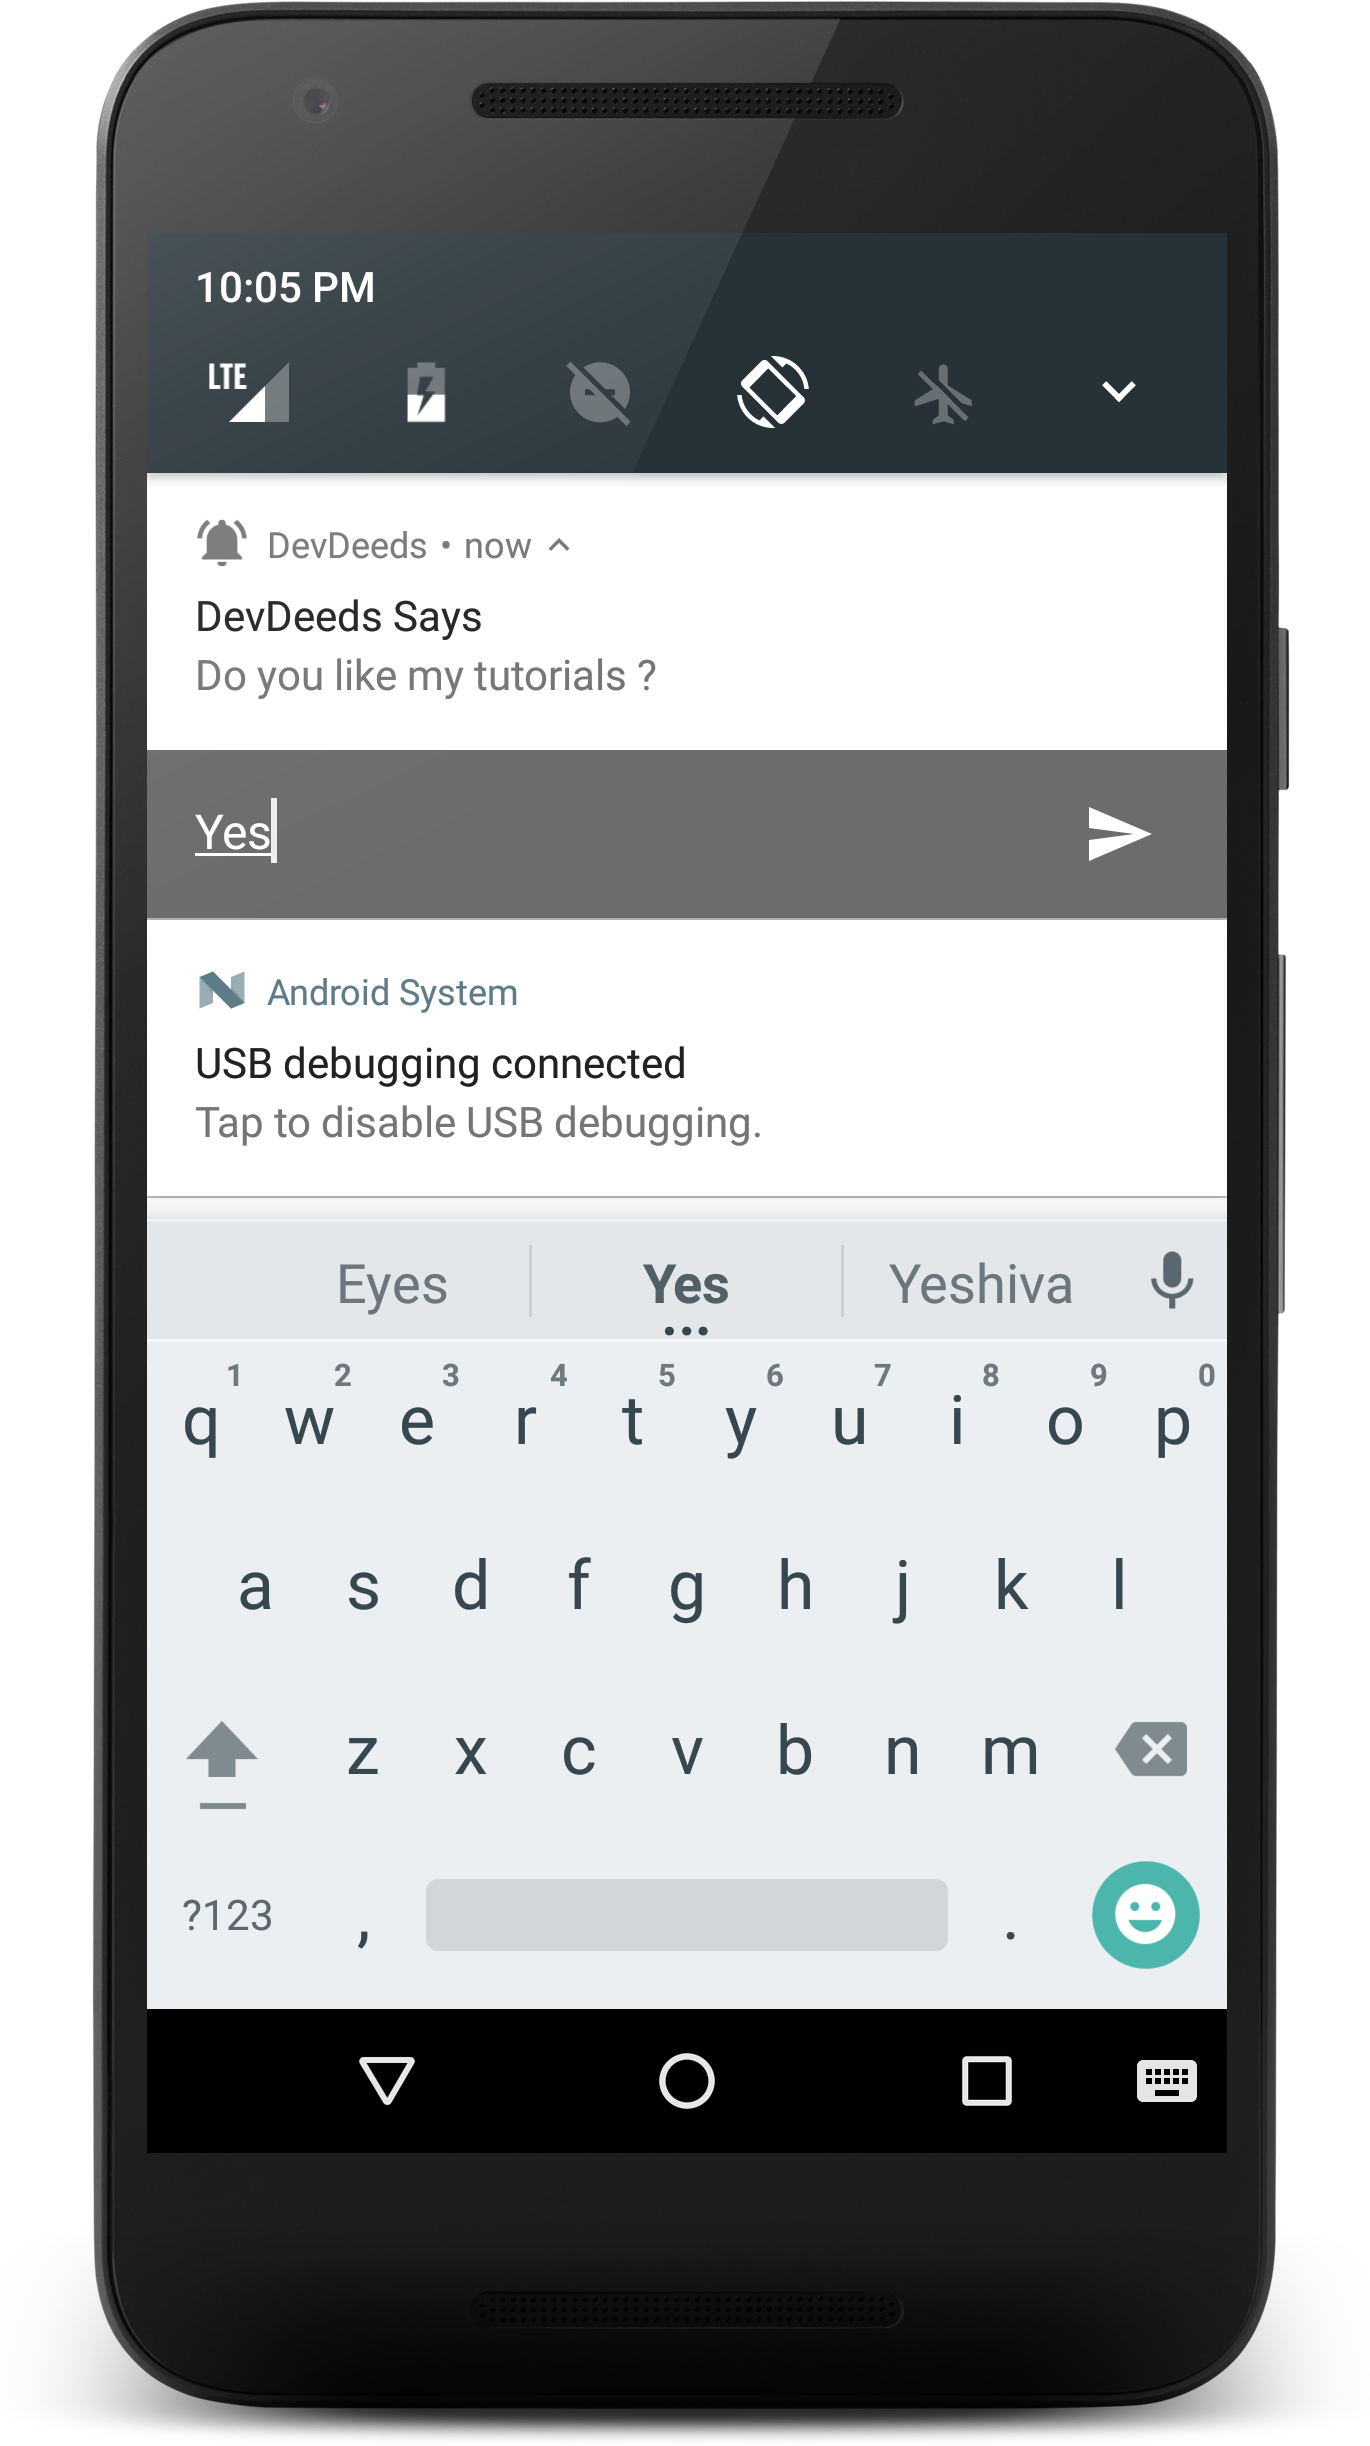 10:05 PM
LTE
DevDeeds • now
DevDeeds Says
Do you like my tutorials ?
Yes
Android System
USB debugging connected
Tap to disable USB debugging.
Eyes Yes Yeshiva
1 2 3 4 5 6 7 8 9 0
q w e r t y u i o p
a s d f g h j k l
z x c v b n m
?123 , .